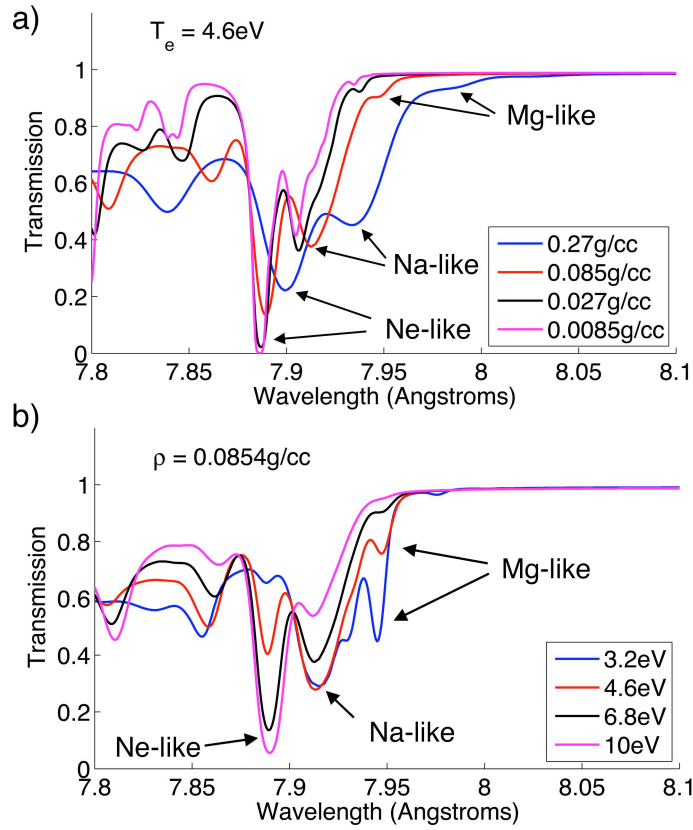 a)
T_e = 4.6eV
1
0.8
0.6
0.4
0.2
0
Transmission
Mg-like
Na-like
Ne-like
0.27g/cc
0.085g/cc
0.027g/cc
0.0085g/cc
7.8 7.85 7.9 7.95 8 8.05 8.1
Wavelength (Angstroms)
b)
ρ = 0.0854g/cc
1
0.8
0.6
0.4
0.2
0
Transmission
Mg-like
Na-like
Ne-like
3.2eV
4.6eV
6.8eV
10eV
7.8 7.85 7.9 7.95 8 8.05 8.1
Wavelength (Angstroms)